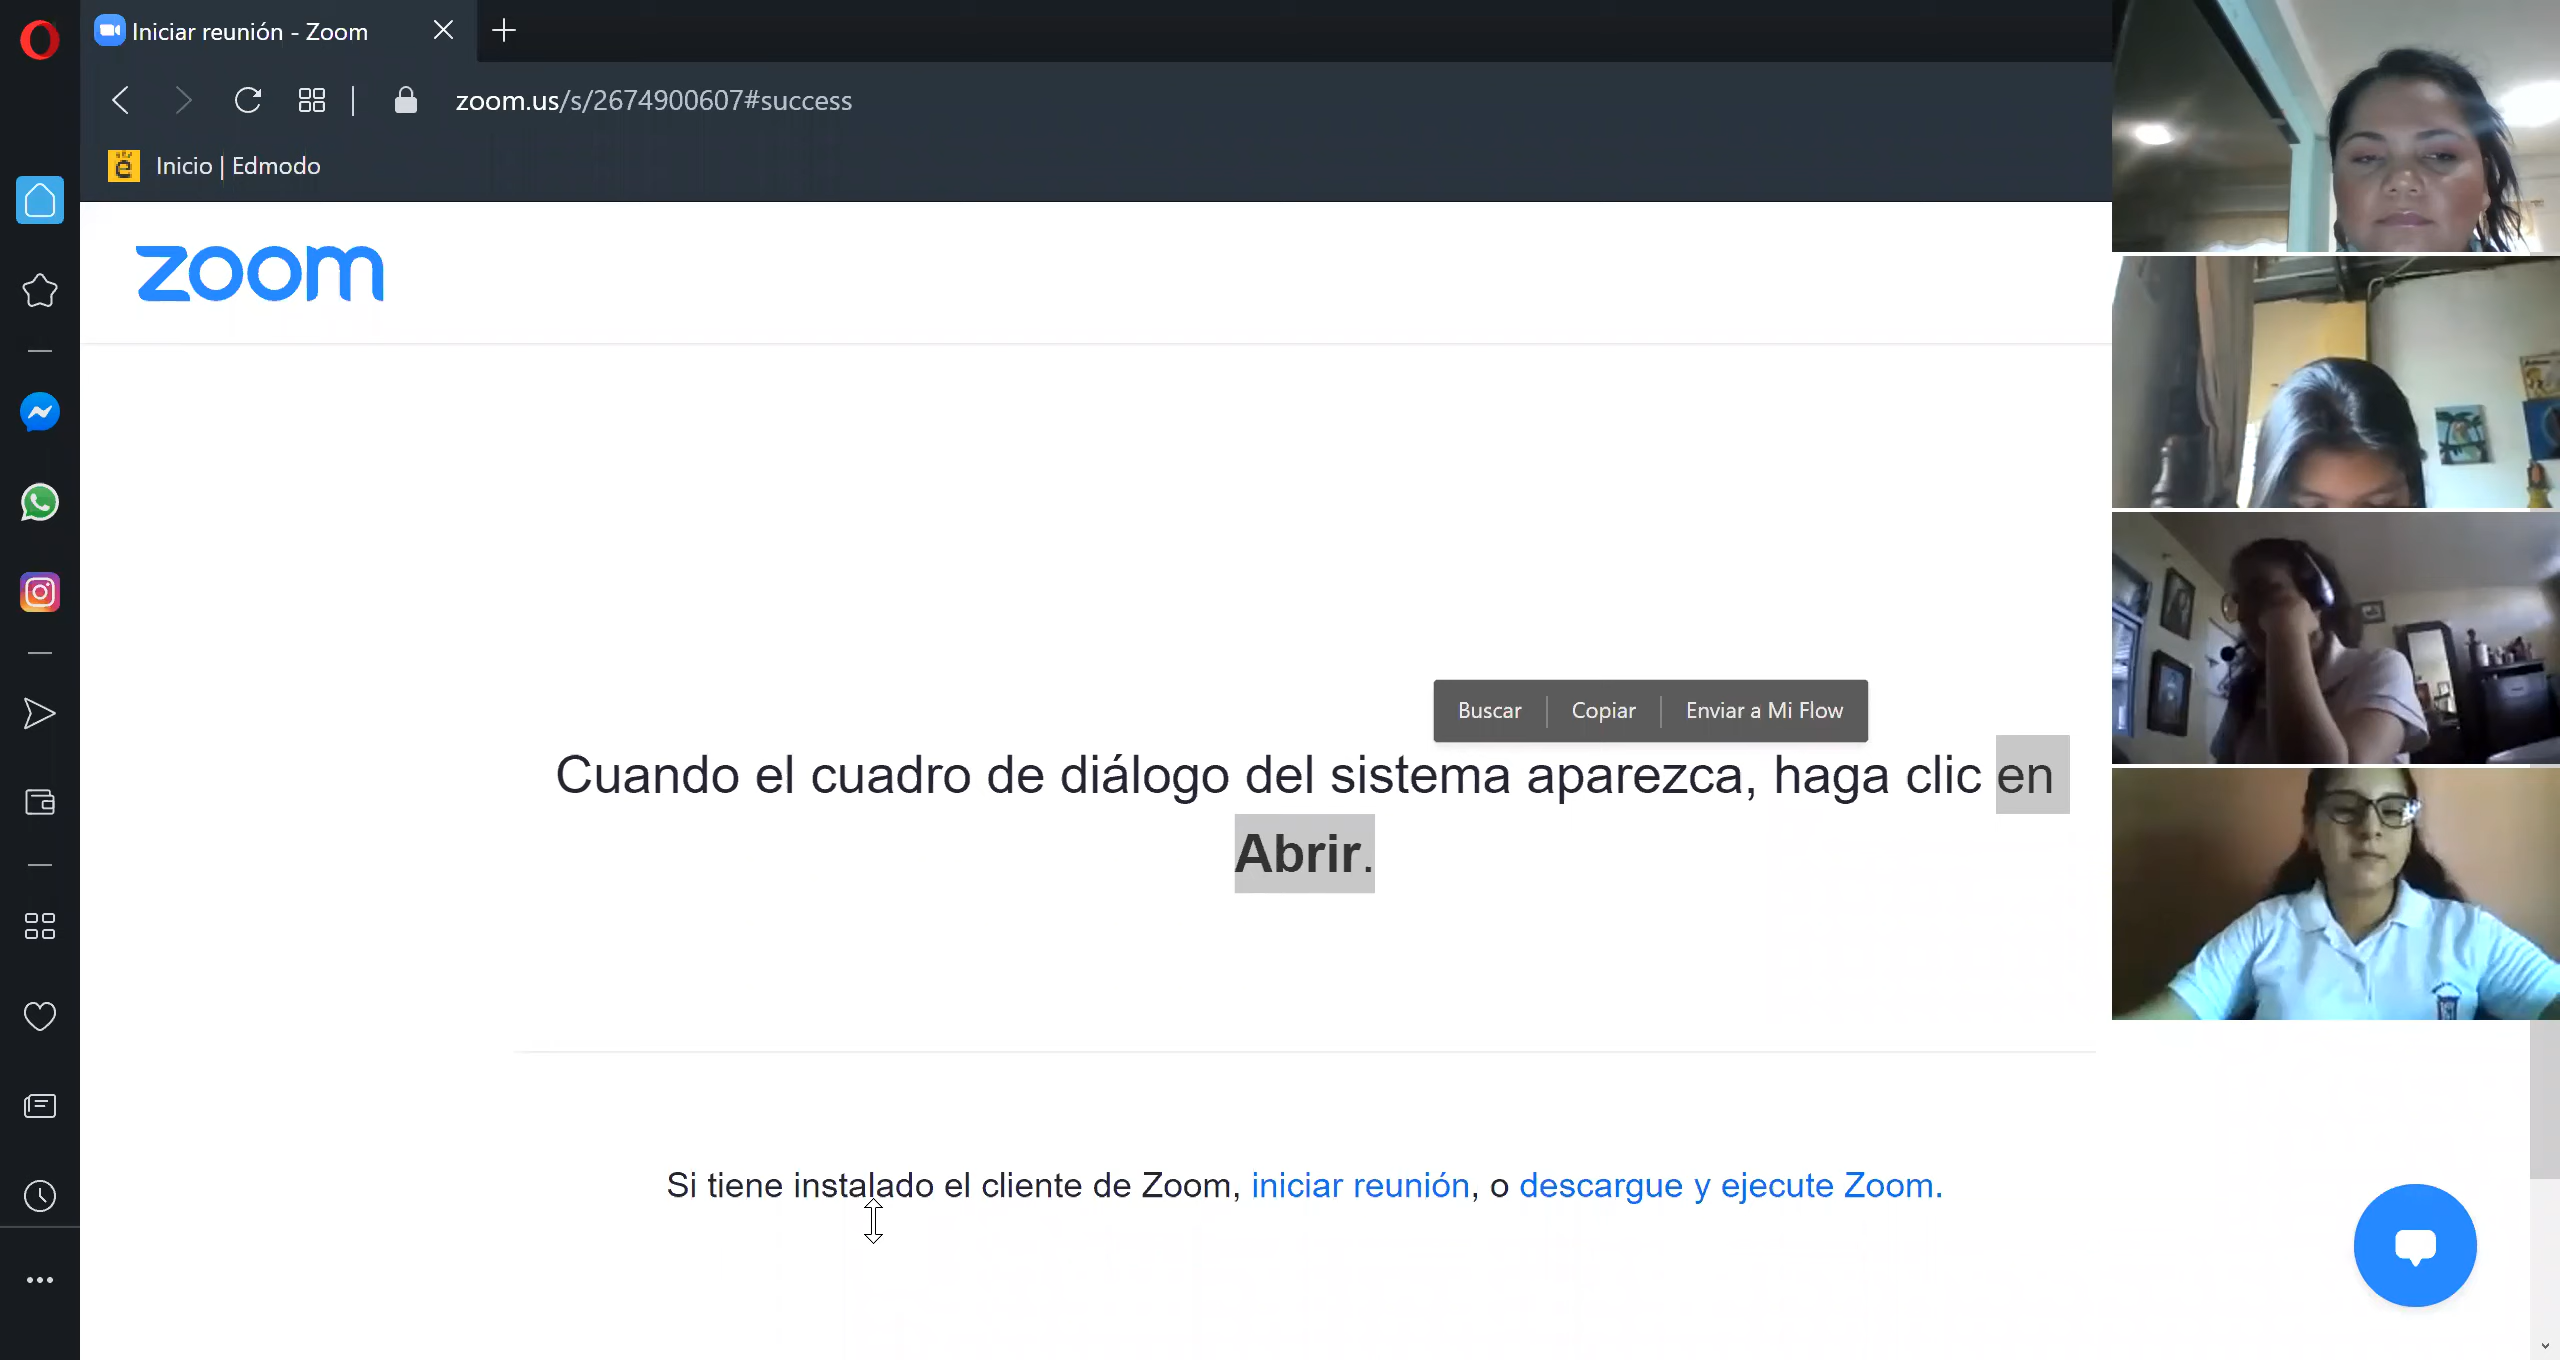 Iniciar reunión - Zoom
zoom.us/s/2674900607#success
Inicio | Edmodo
zoom
Buscar | Copiar | Enviar a Mi Flow
Cuando el cuadro de diálogo del sistema aparezca, haga clic en
Abrir.
Si tiene instalado el cliente de Zoom, iniciar reunión, o descargue y ejecute Zoom.